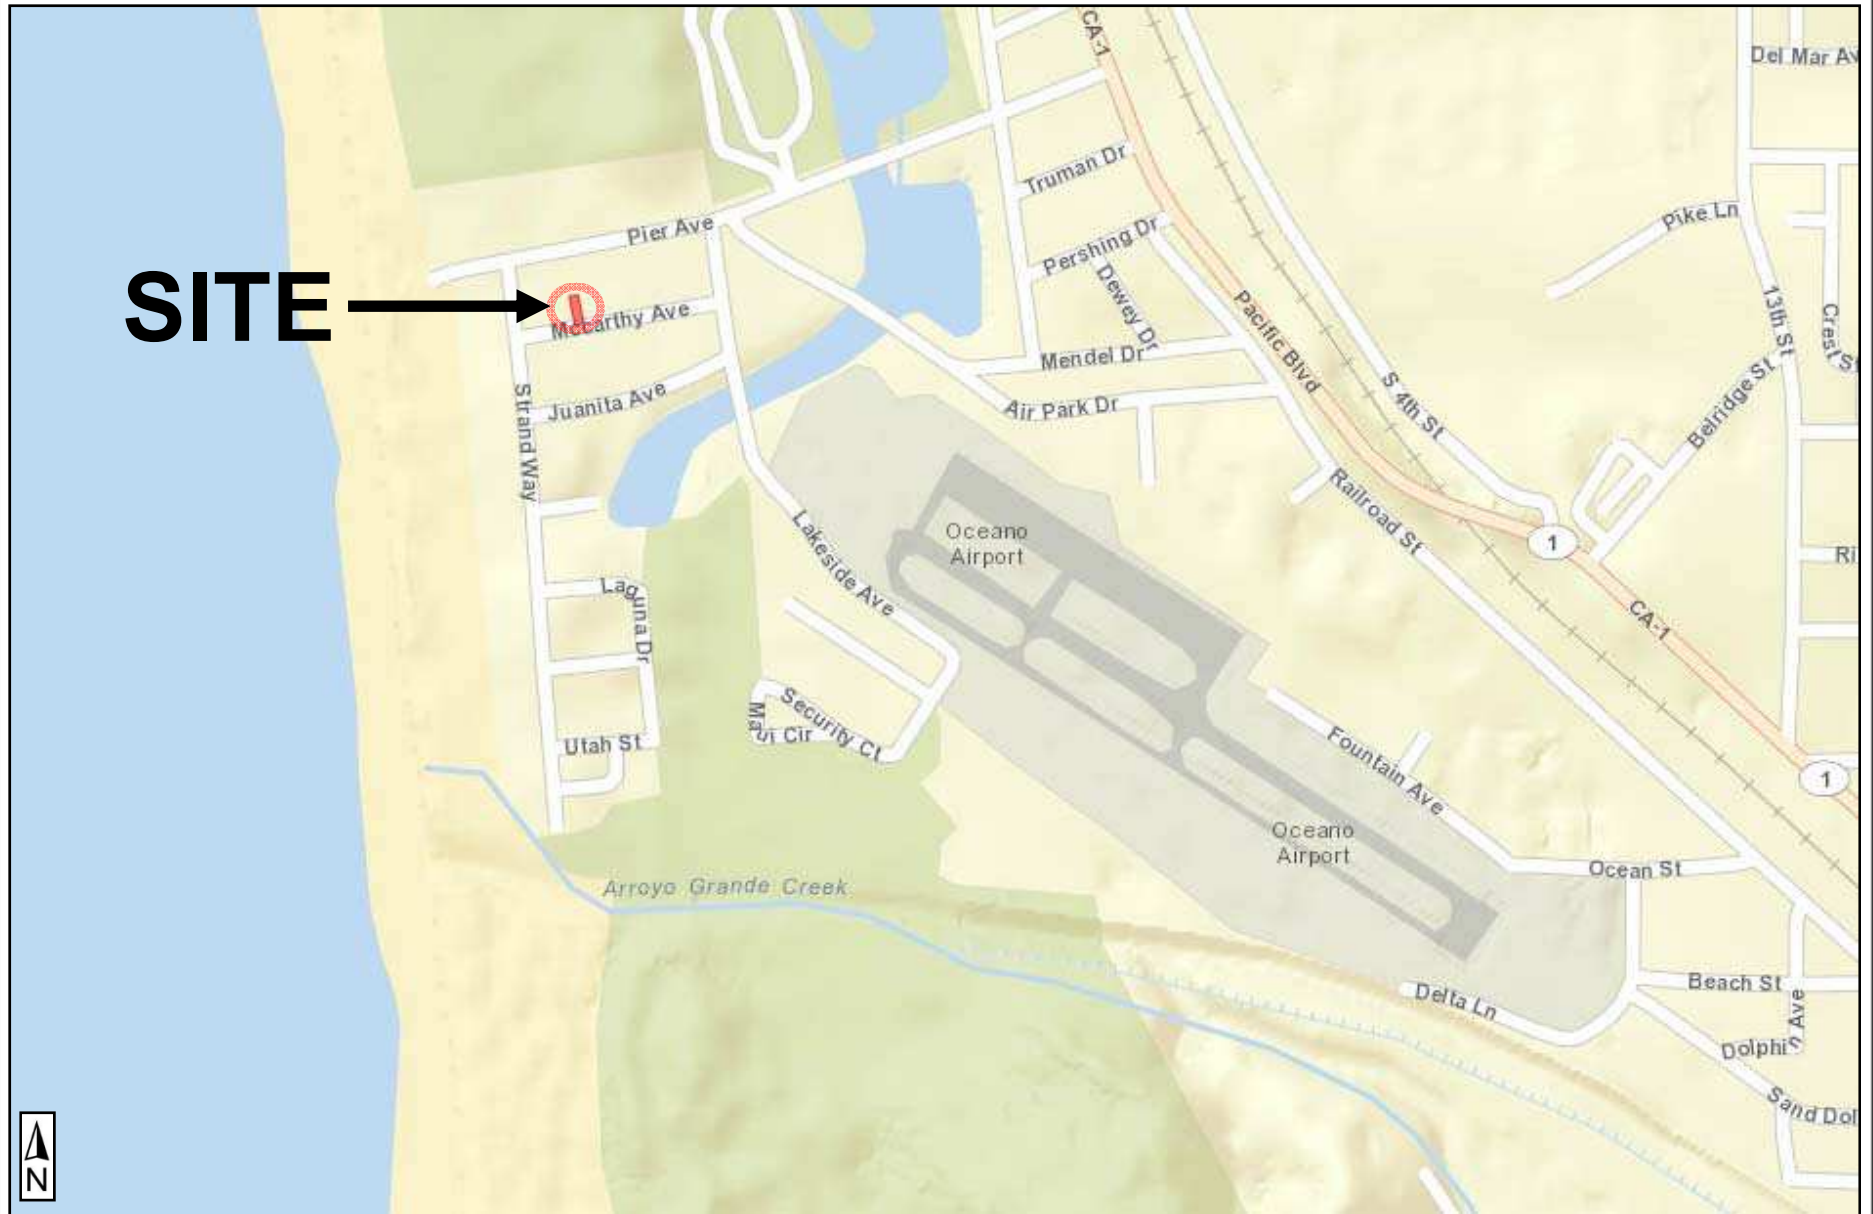 CA-1
Del Mar Av
Truman Dr
Pike Ln
Pier Ave
Pershing Dr
SITE
Dewey Dr
13th St
Crest St
Mccarthy Ave
Pacific Blvd
Mendel Dr
S 4th St
Belridge St
Juanita Ave
Air Park Dr
Strand Way
Railroad St
Oceano
Airport
1
Ri
Lakeside Ave
Laguna Dr
CA-1
Security Ct
Maui Cir
Utah St
Fountain Ave
1
Oceano
Airport
Ocean St
Arroyo Grande Creek
Beach St
Delta Ln
Dolphin Ave
Sand Dol
N